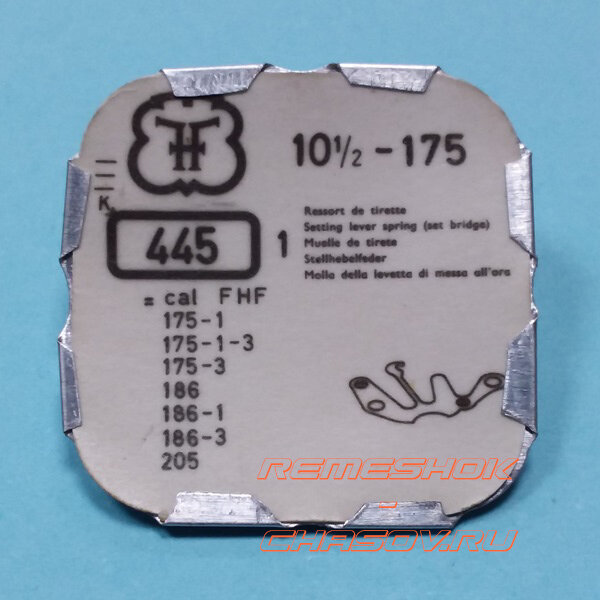 10½ - 175
K
445
1
Ressort de tirette
Setting lever spring (set bridge)
Muelle de tirete
Stellhebelfeder
Molla della levetta di messa all'ora
= cal FHF
175-1
175-1-3
175-3
186
186-1
186-3
205
REMESHOK
CHASOV.RU